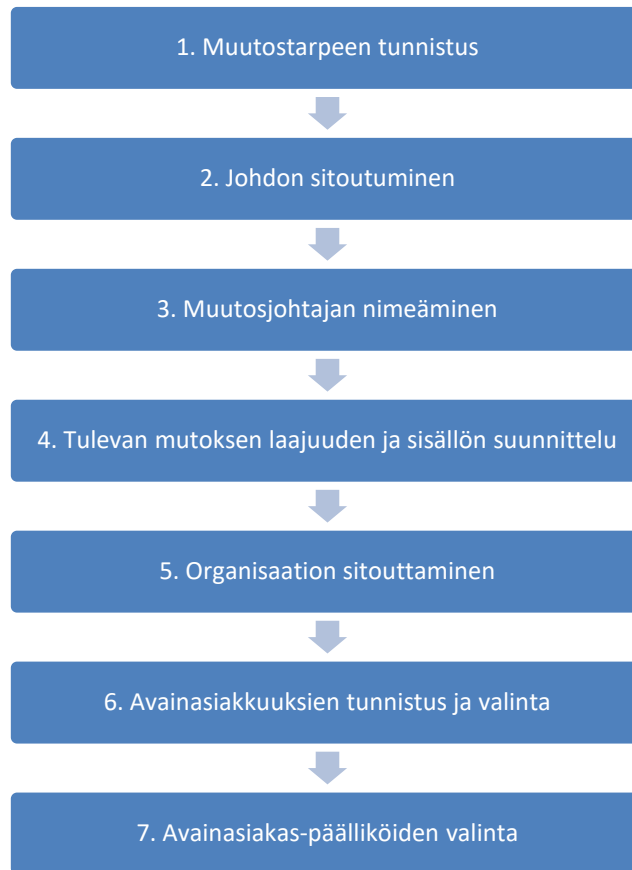 1. Muutostarpeen tunnistus
2. Johdon sitoutuminen
3. Muutosjohtajan nimeäminen
4. Tulevan mutoksen laajuuden ja sisällön suunnittelu
5. Organisaation sitouttaminen
6. Avainasiakkuuksien tunnistus ja valinta
7. Avainasiakas-päälliköiden valinta